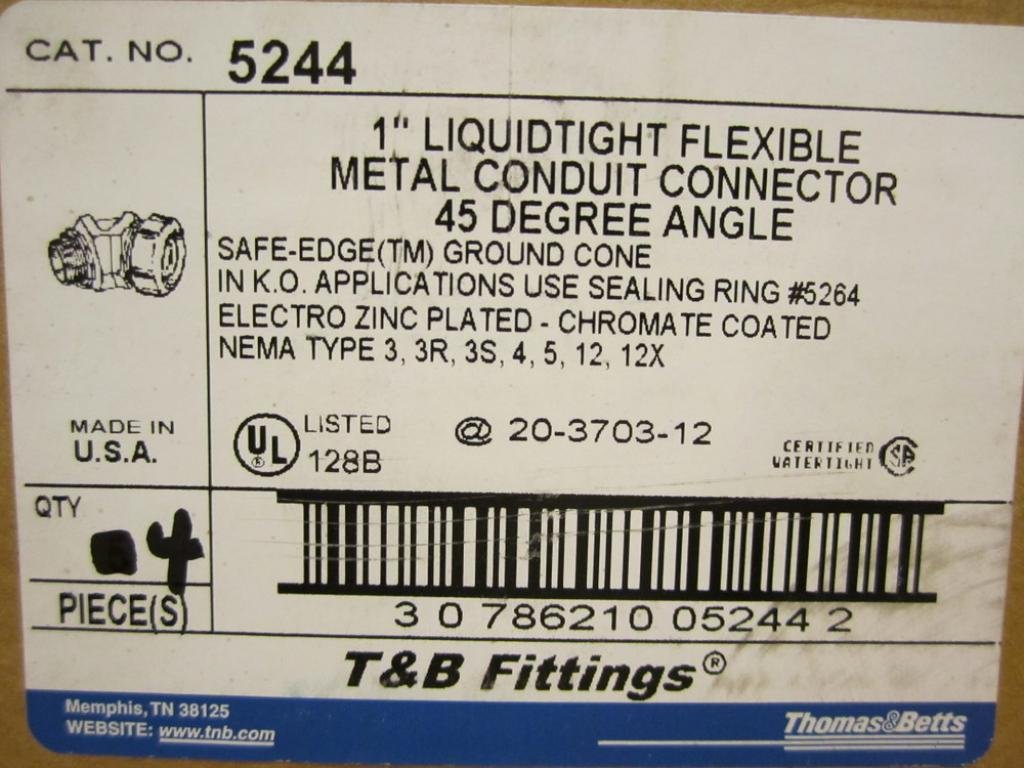 CAT. NO. 5244
1" LIQUIDTIGHT FLEXIBLE
METAL CONDUIT CONNECTOR
45 DEGREE ANGLE
SAFE-EDGE(TM) GROUND CONE
IN K.O. APPLICATIONS USE SEALING RING #5264
ELECTRO ZINC PLATED - CHROMATE COATED
NEMA TYPE 3, 3R, 3S, 4, 5, 12, 12X
MADE IN
U.S.A.
UL ® LISTED
128B
@ 20-3703-12
CERTIFIED
WATERTIGHT
SA
QTY
4
PIECE(S)
3 0 786210 05244 2
T&B Fittings®
Memphis, TN 38125
WEBSITE: www.tnb.com
Thomas&Betts